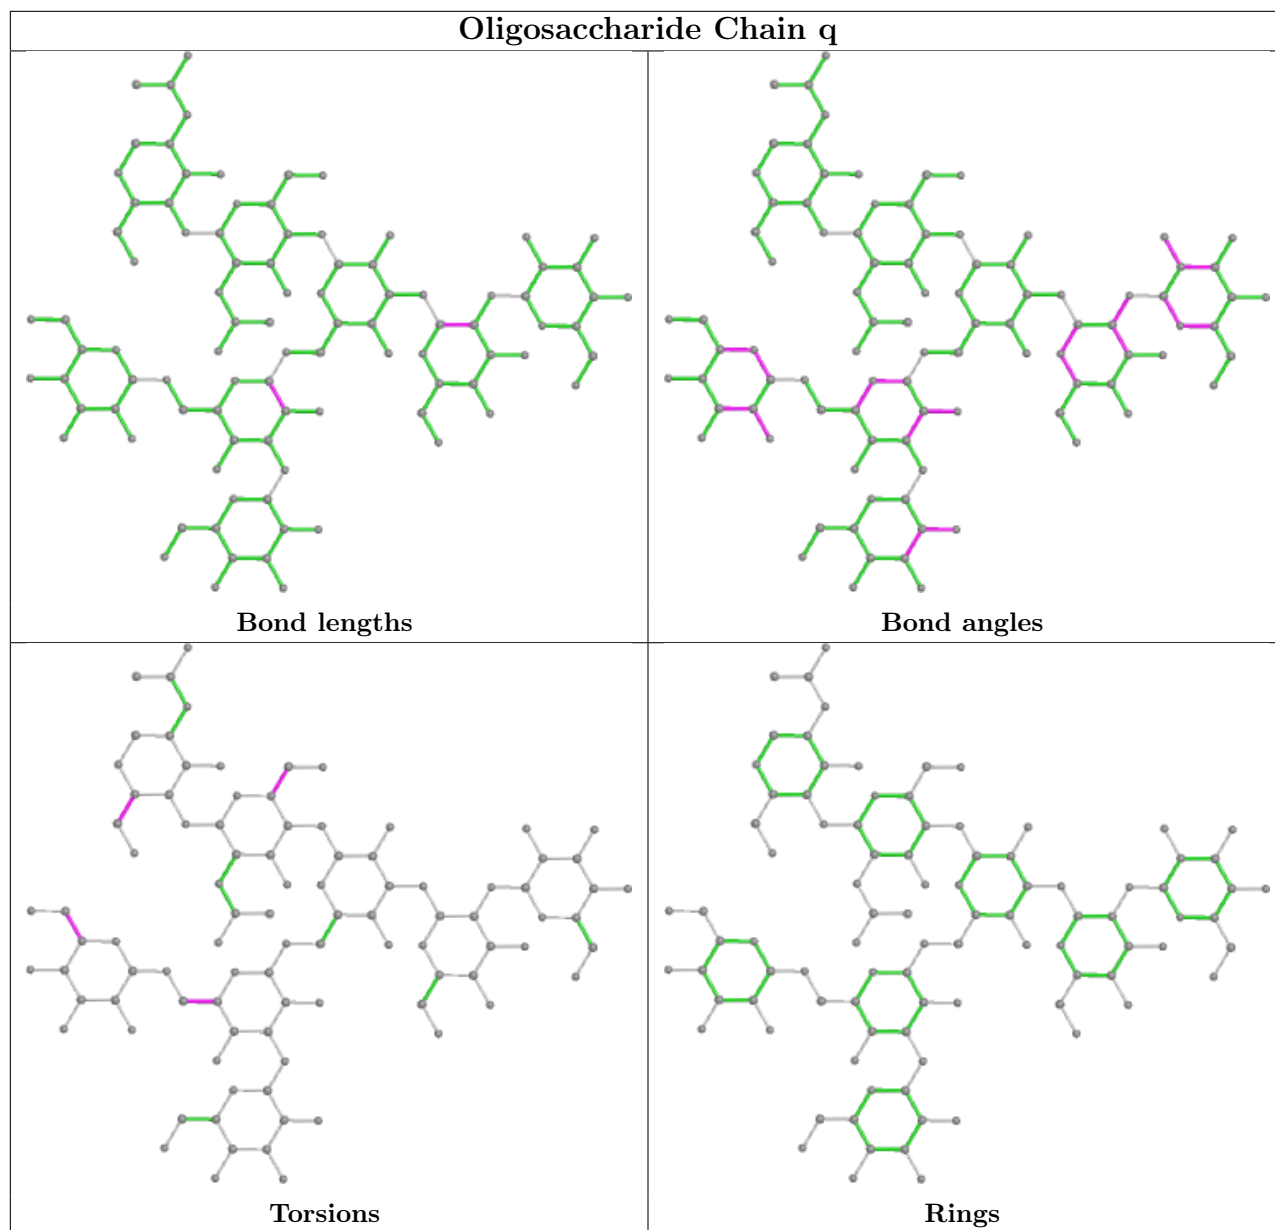 Oligosaccharide Chain q
Bond lengths
Bond angles
Torsions
Rings